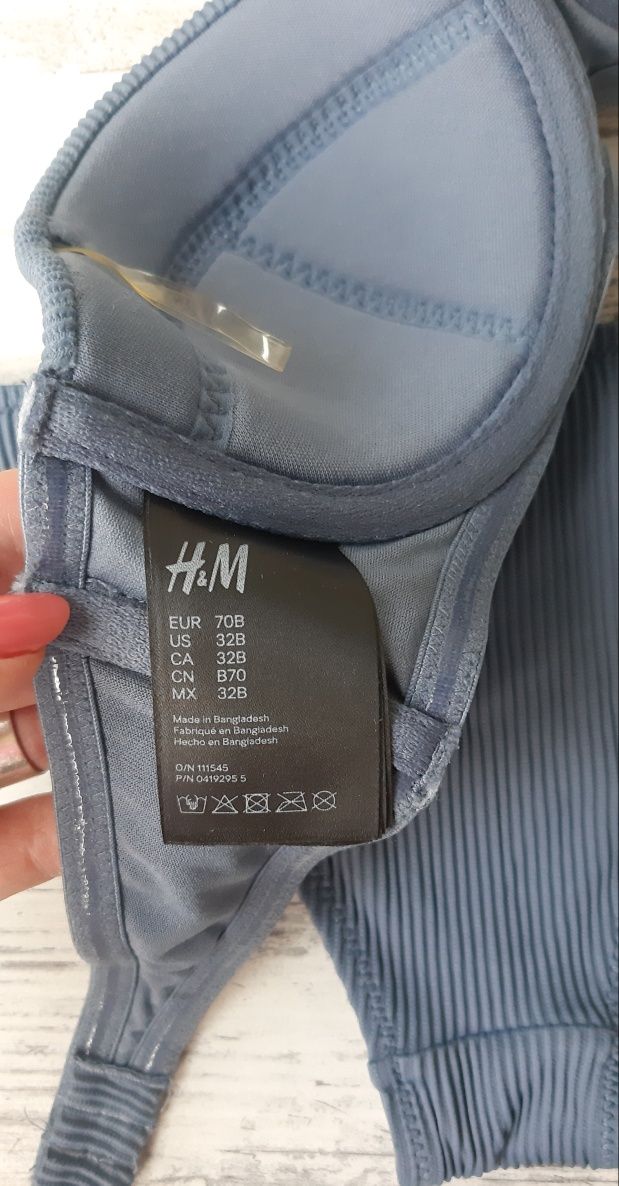 H&M
EUR 70B
US 32B
CA 32B
CN B70
MX 32B
Made in Bangladesh
Fabriqué en Bangladesh
Hecho en Bangladesh
O/N 111545
P/N 0419295 5